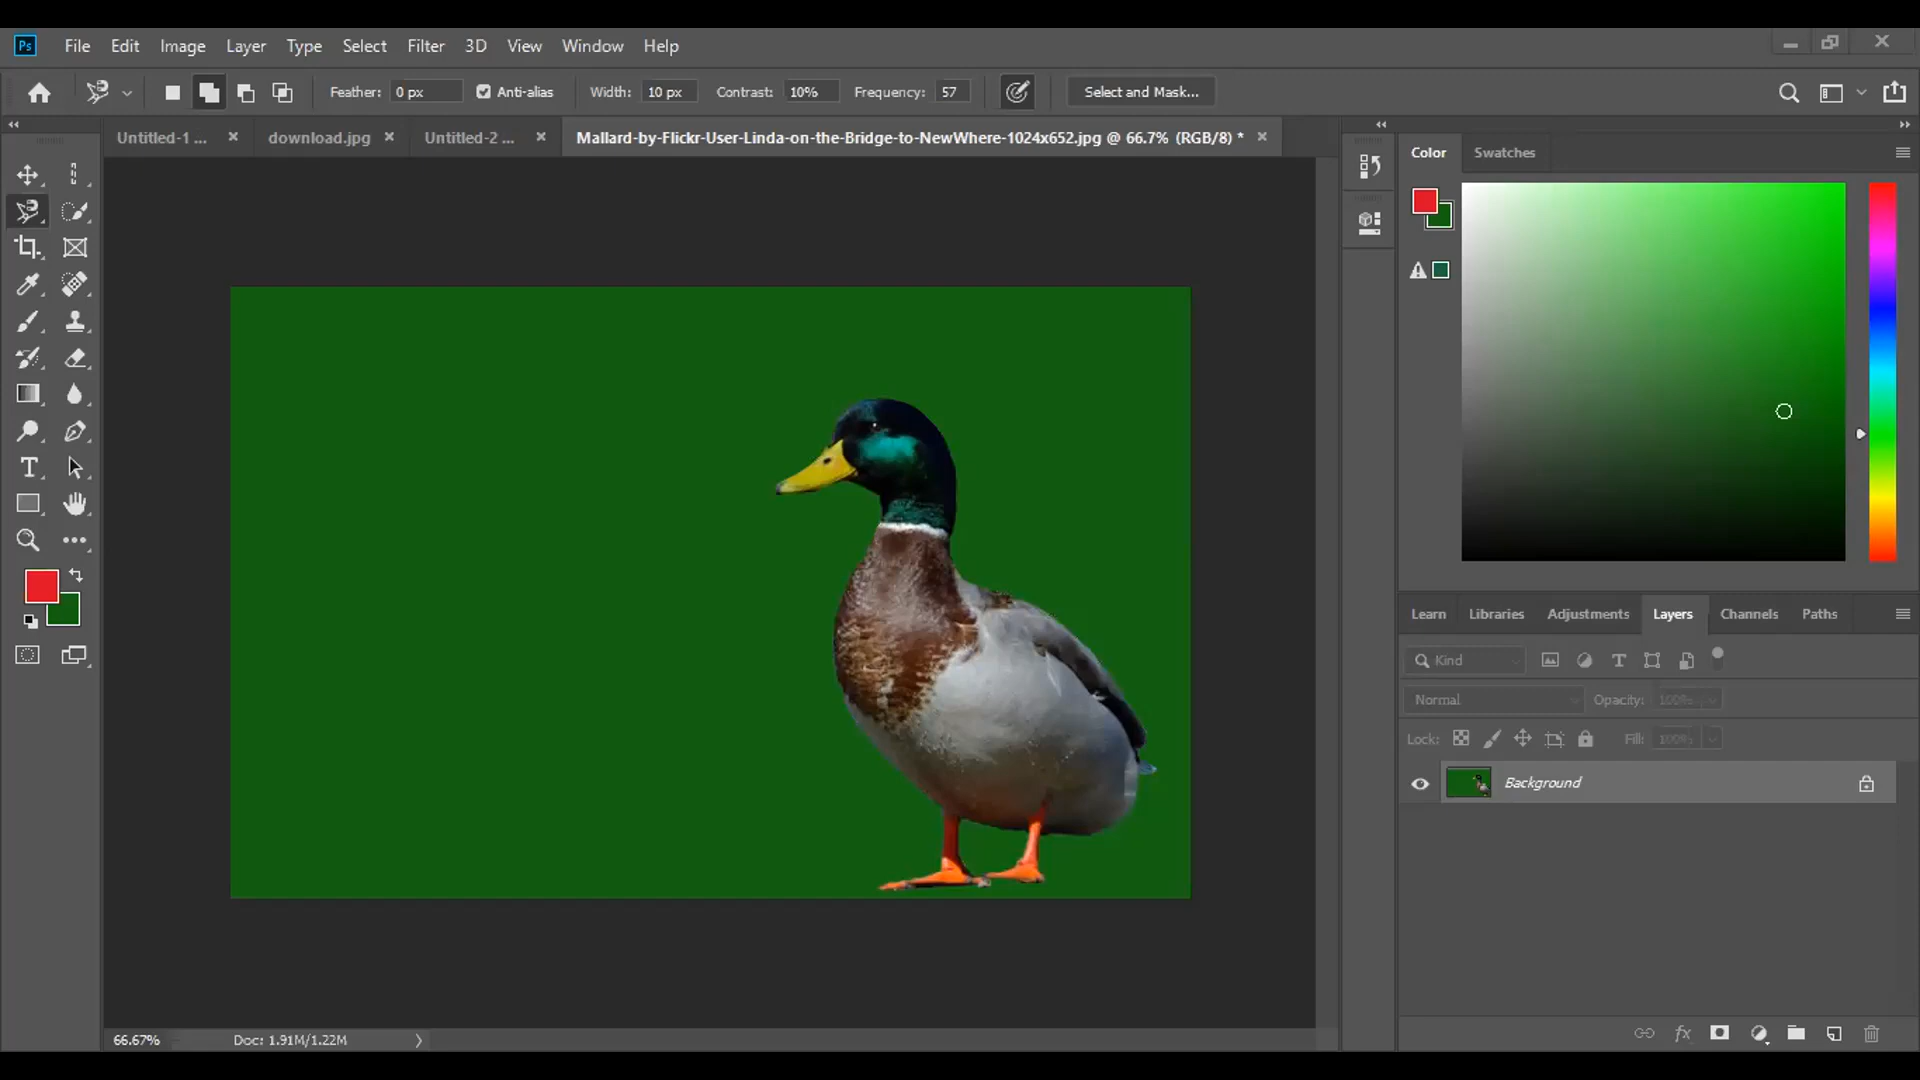 Ps File Edit Image Layer Type Select Filter 3D View Window Help
Feather: 0 px Anti-alias Width: 10 px Contrast: 10% Frequency: 57 Select and Mask...
Untitled-1 ... download.jpg Untitled-2 ... Mallard-by-Flickr-User-Linda-on-the-Bridge-to-NewWhere-1024x652.jpg @ 66.7% (RGB/8) *
Color Swatches
Learn Libraries Adjustments Layers Channels Paths
Kind
Normal Opacity: 100%
Lock: Fill: 100%
Background
66.67% Doc: 1.91M/1.22M